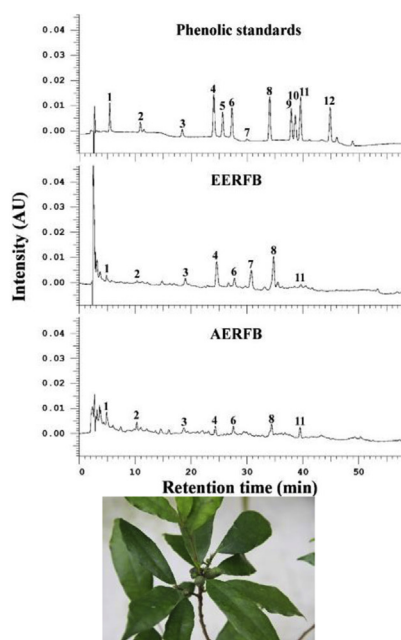 Phenolic standards
0.04
0.03
0.02
0.01
0.00
1 2 3 4 5 6 7 8 9 10 11 12
EERFB
0.04
0.03
0.02
0.01
0.00
1 2 3 4 6 7 8 11
AERFB
0.04
0.03
0.02
0.01
0.00
1 2 3 4 6 8 11
Intensity (AU)
0 10 20 30 40 50
Retention time (min)